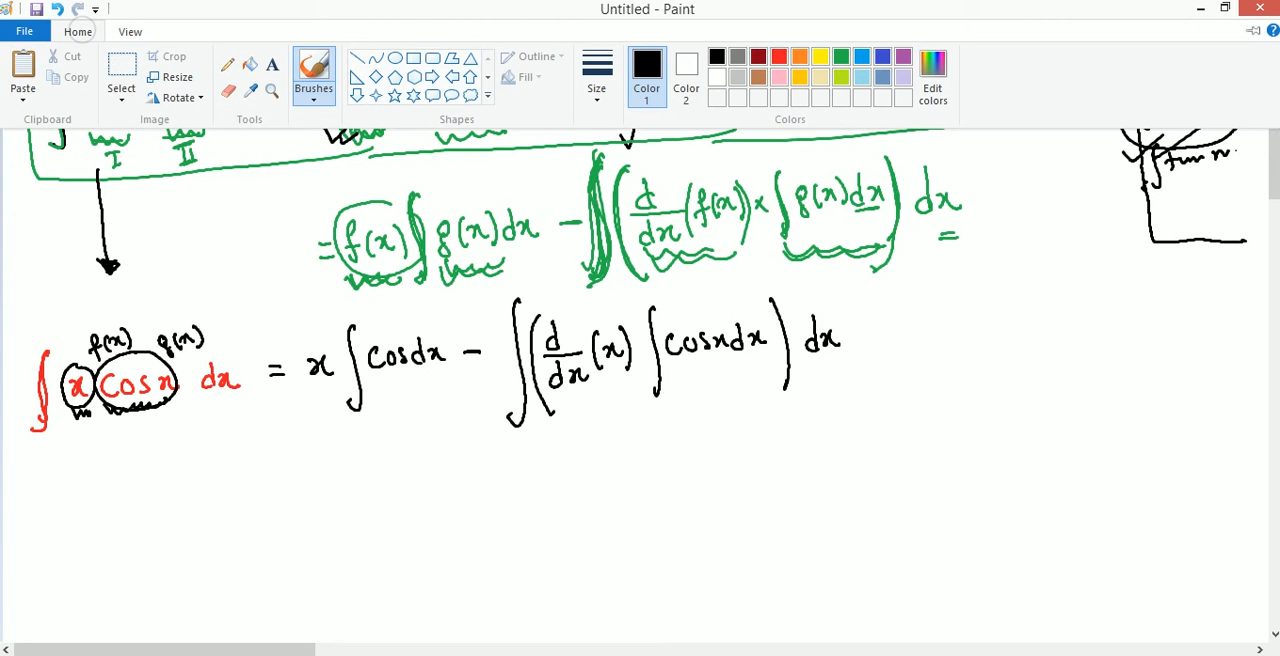 Untitled - Paint
File Home View
Cut
Copy
Paste
Clipboard
Select
Crop
Resize
Rotate
Image
Tools
Brushes
Shapes
Outline
Fill
Size
Color 1
Color 2
Edit colors
Colors
I II
∫ tan x
= f(x) ∫ g(x) dx - ∫ ( d/dx (f(x)) × ∫ g(x) dx ) dx =
f(x) g(x)
∫ x Cos x dx = x ∫ Cos dx - ∫ ( d/dx (x) ∫ cosx dx ) dx